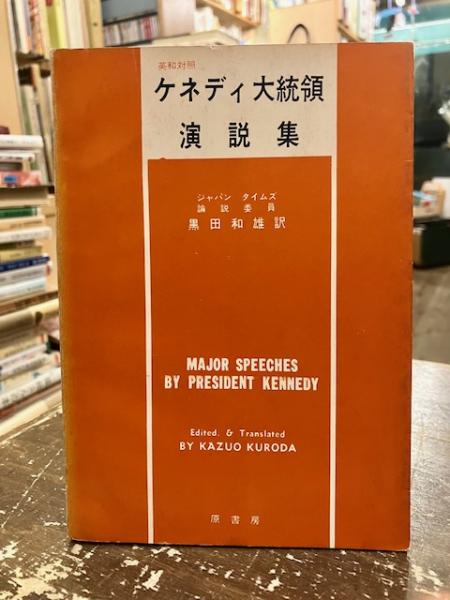 英和対照
ケネディ大統領
演説集
ジャパン タイムズ
論説委員
黒田和雄訳
MAJOR SPEECHES
BY PRESIDENT KENNEDY
Edited. & Translated
BY KAZUO KURODA
原書房